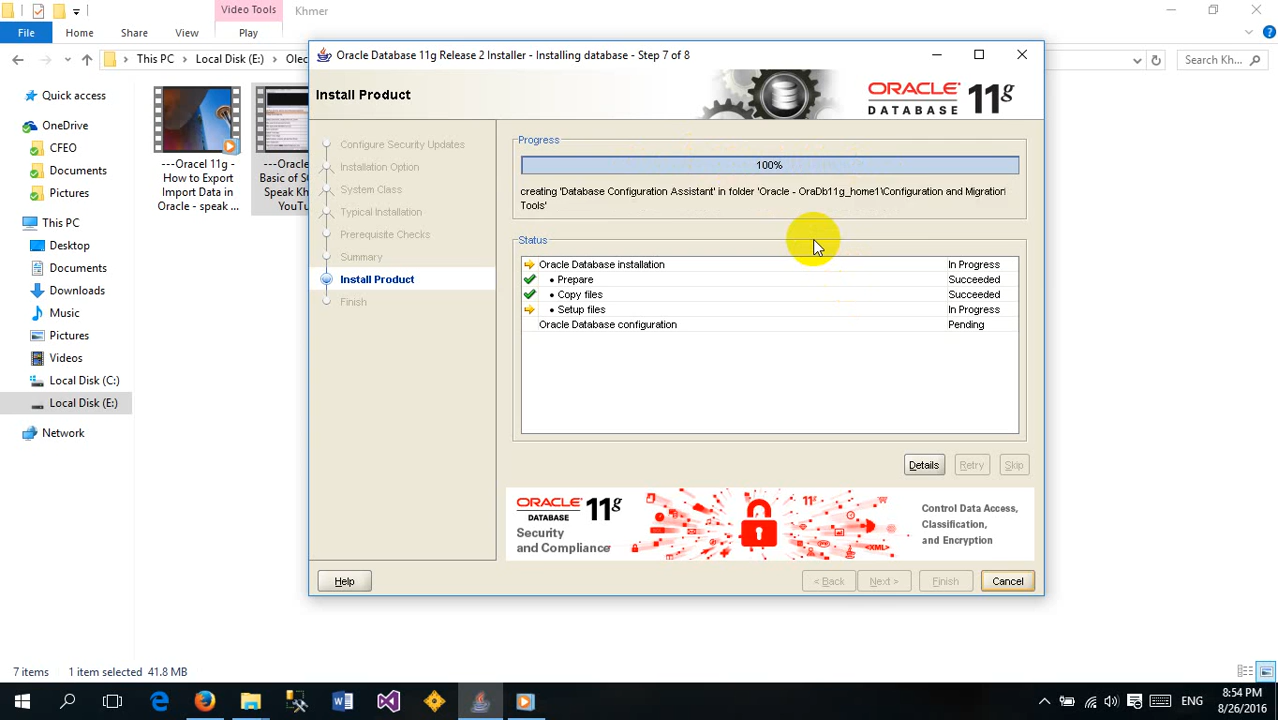 Video Tools
Khmer
File
Home
Share
View
Play
This PC
Local Disk (E:)
Search Kh...
Quick access
OneDrive
CFEO
Documents
Pictures
This PC
Desktop
Documents
Downloads
Music
Pictures
Videos
Local Disk (C:)
Local Disk (E:)
Network
---Oracel 11g -
How to Export
Import Data in
Oracle - speak ...
Oracle Database 11g Release 2 Installer - Installing database - Step 7 of 8
Install Product
ORACLE
DATABASE
11g
Configure Security Updates
Installation Option
System Class
Typical Installation
Prerequisite Checks
Summary
Install Product
Finish
Progress
100%
creating 'Database Configuration Assistant' in folder 'Oracle - OraDb11g_home1\Configuration and Migration
Tools'
Status
Oracle Database installation In Progress
• Prepare Succeeded
• Copy files Succeeded
• Setup files In Progress
Oracle Database configuration Pending
Details
Retry
Skip
ORACLE
DATABASE
11g
Security
and Compliance
11g
<XML>
Control Data Access,
Classification,
and Encryption
Help
< Back
Next >
Finish
Cancel
7 items
1 item selected 41.8 MB
ENG
8:54 PM
8/26/2016